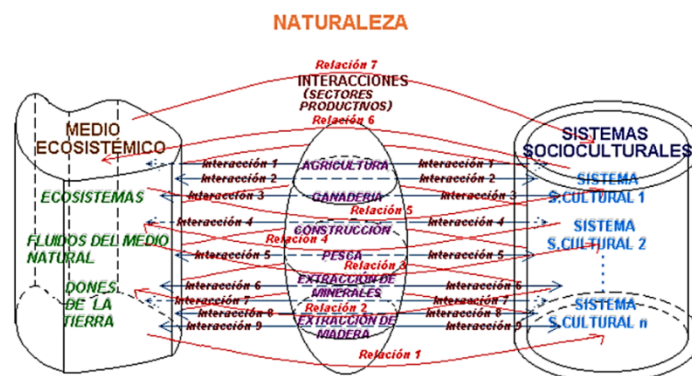 NATURALEZA
Relación 7
INTERACCIONES
(SECTORES
PRODUCTIVOS)
Relación 6
MEDIO
ECOSISTÉMICO
SISTEMAS
SOCIOCULTURALES
Interacción 1 AGRICULTURA Interacción 1
Interacción 2 Interacción 2
SISTEMA
S.CULTURAL 1
ECOSISTEMAS
Interacción 3 GANADERIA Interacción 3
Relación 5
Interacción 4 Interacción 4
CONSTRUCCIÓN
SISTEMA
S.CULTURAL 2
FLUIDOS DEL MEDIO
NATURAL
Relación 4
Interacción 5 PESCA Interacción 5
Relación 3
DONES
DE LA
TIERRA
EXTRACCIÓN DE
MINERALES
Interacción 6 Interacción 6
Interacción 7 Interacción 7
Relación 2
Interacción 8 Interacción 8
EXTRACCIÓN DE
MADERA
Interacción 9 Interacción 9
SISTEMA
S.CULTURAL n
Relación 1